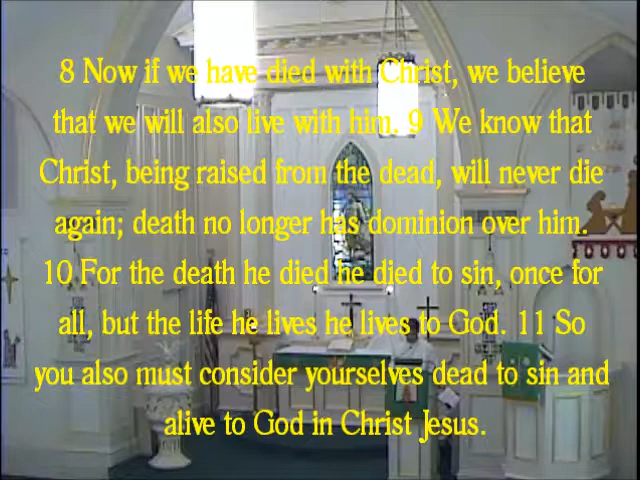 8 Now if we have died with Christ, we believe
that we will also live with him. 9 We know that
Christ, being raised from the dead, will never die
again; death no longer has dominion over him.
10 For the death he died he died to sin, once for
all, but the life he lives he lives to God. 11 So
you also must consider yourselves dead to sin and
alive to God in Christ Jesus.